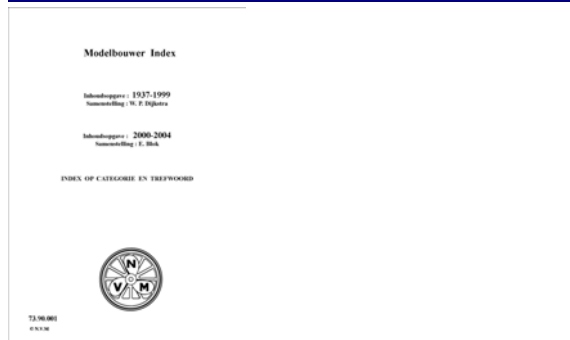 Modelbouwer Index
Inhoudsopgave : 1937-1999
Samenstelling : W. P. Dijkstra
Inhoudsopgave : 2000-2004
Samenstelling : E. Blok
INDEX OP CATEGORIE EN TREFWOORD
N
V M
73.90.001
© N.V.M